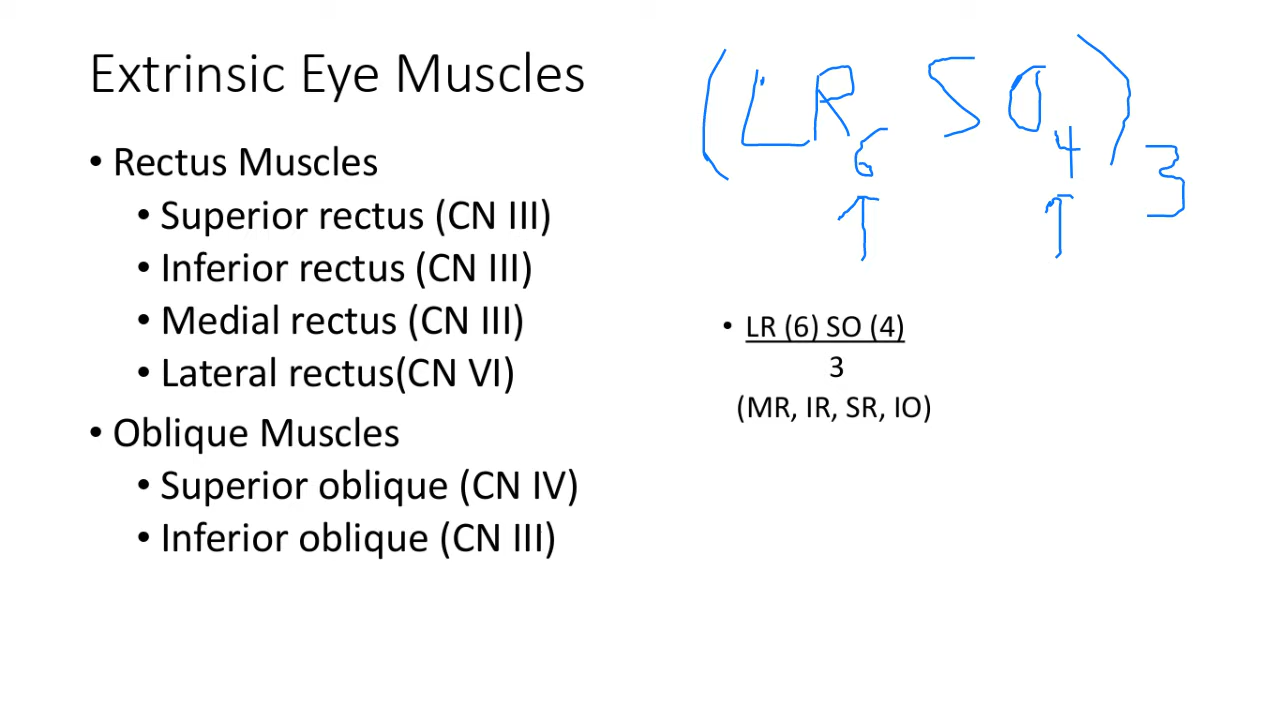 Extrinsic Eye Muscles
• Rectus Muscles
• Superior rectus (CN III)
• Inferior rectus (CN III)
• Medial rectus (CN III)
• Lateral rectus(CN VI)
• Oblique Muscles
• Superior oblique (CN IV)
• Inferior oblique (CN III)
(LR6 SO4)3
↑ ↑
• LR (6) SO (4)
3
(MR, IR, SR, IO)